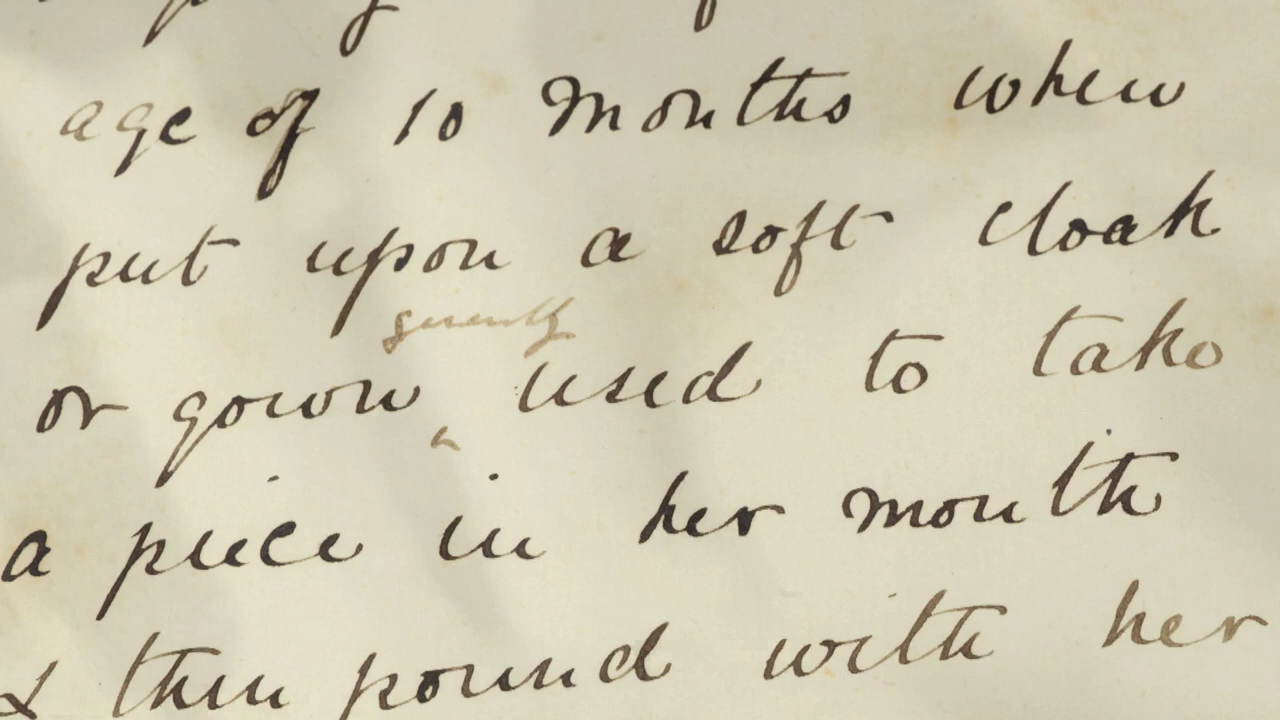 age of 10 months when
put upon a soft cloak
or gown used to take
a piece in her mouth
& then pound with her